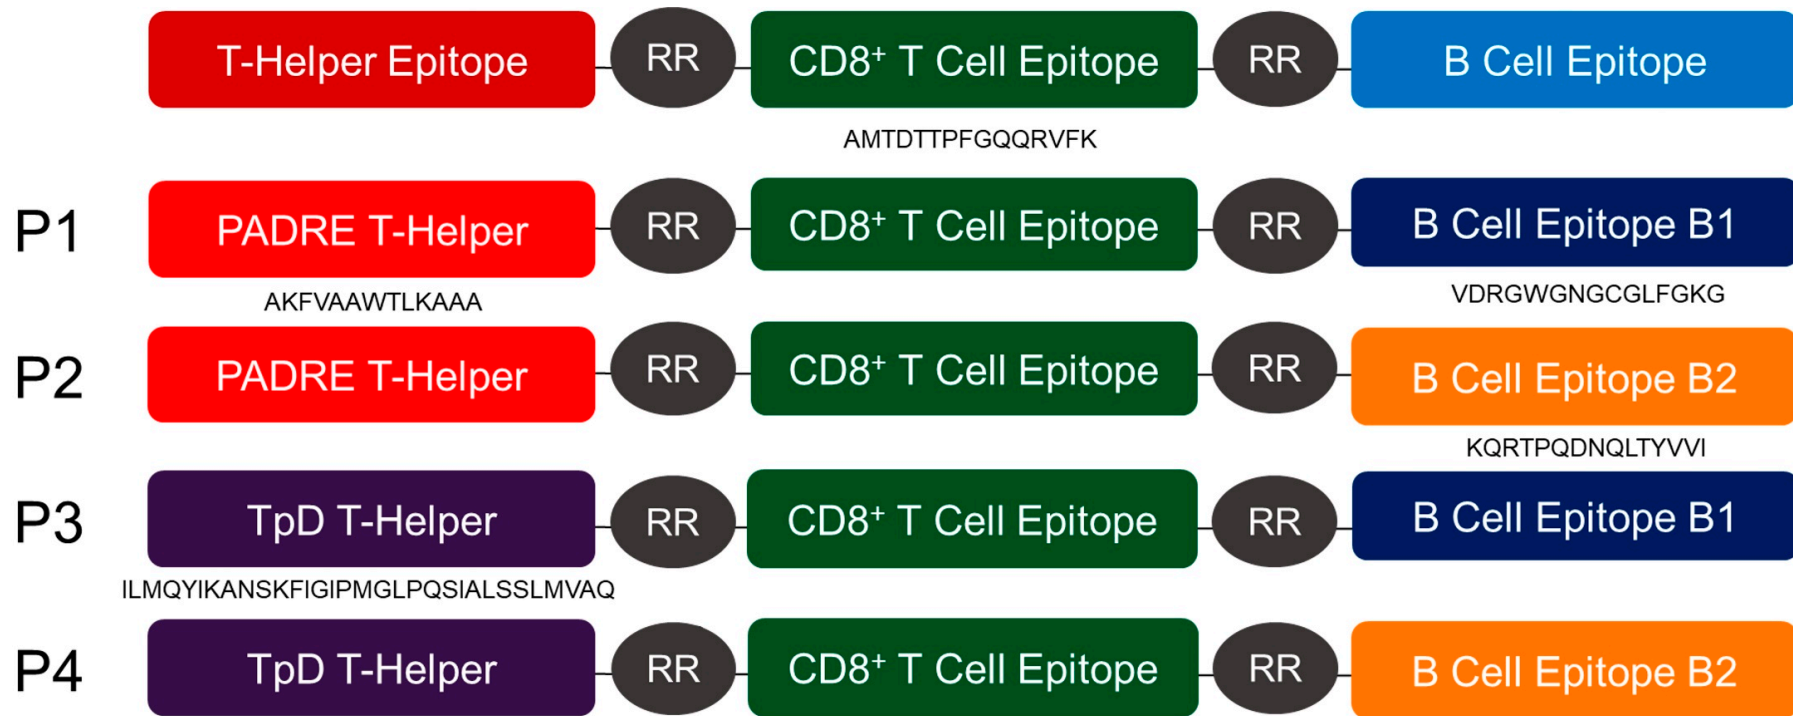 T-Helper Epitope RR CD8⁺ T Cell Epitope RR B Cell Epitope
AMTDTTPFGQQRVFK
P1 PADRE T-Helper RR CD8⁺ T Cell Epitope RR B Cell Epitope B1
AKFVAAWTLKAAA VDRGWGNGCGLFGKG
P2 PADRE T-Helper RR CD8⁺ T Cell Epitope RR B Cell Epitope B2
KQRTPQDNQLTYVVI
P3 TpD T-Helper RR CD8⁺ T Cell Epitope RR B Cell Epitope B1
ILMQYIKANSKFIGIPMGLPQSIALSSLMVAQ
P4 TpD T-Helper RR CD8⁺ T Cell Epitope RR B Cell Epitope B2